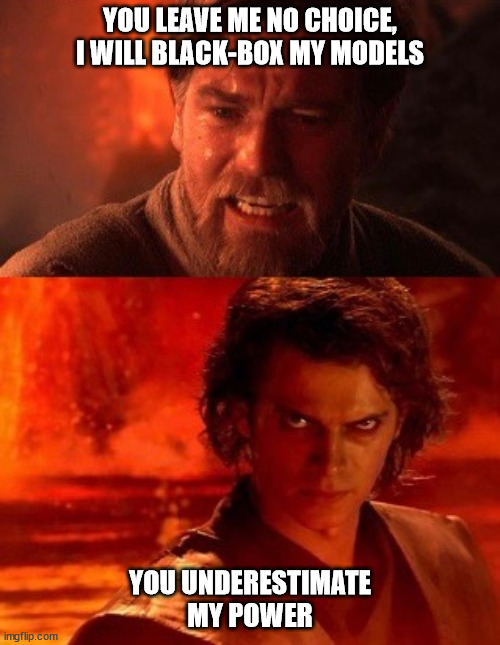 YOU LEAVE ME NO CHOICE,
I WILL BLACK-BOX MY MODELS
YOU UNDERESTIMATE
MY POWER
imgflip.com